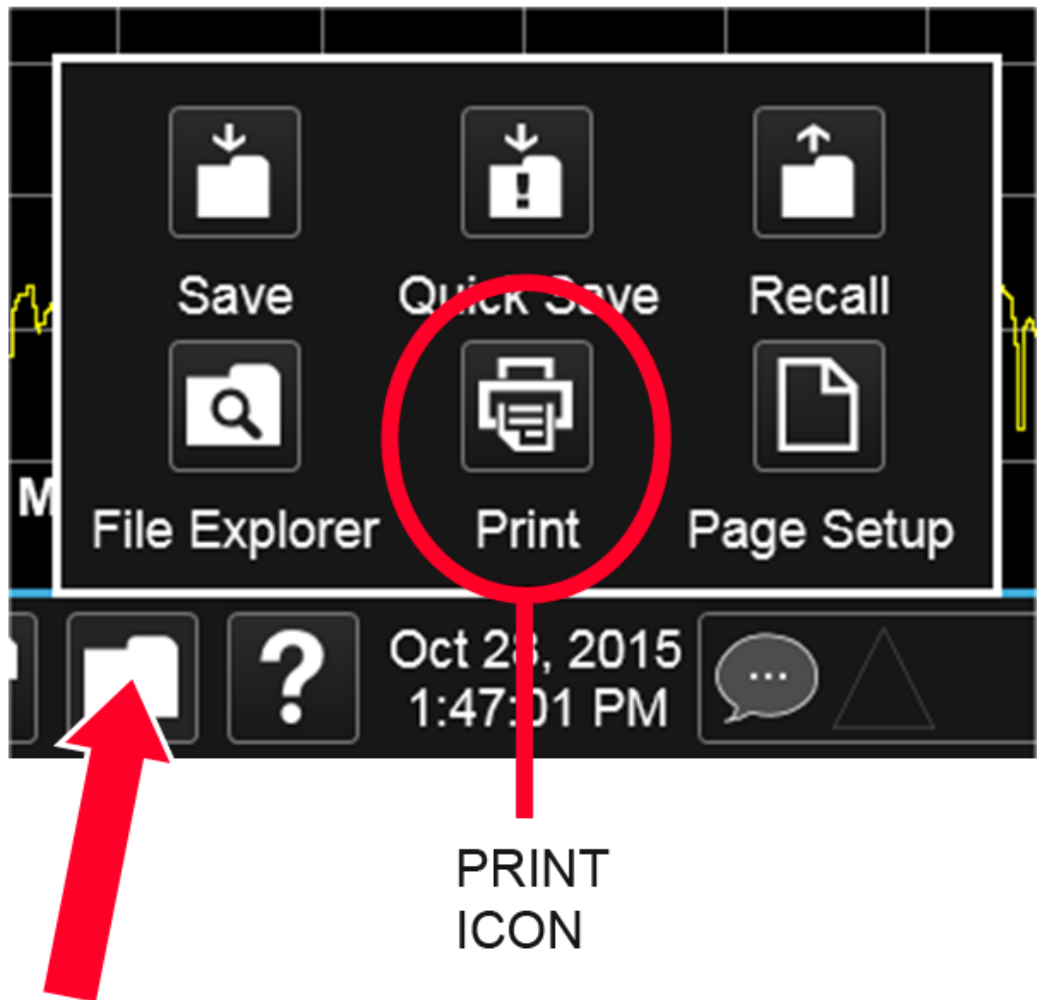 Save
Quick Save
Recall
File Explorer
Print
Page Setup
M
?
Oct 28, 2015
1:47:01 PM
PRINT
ICON